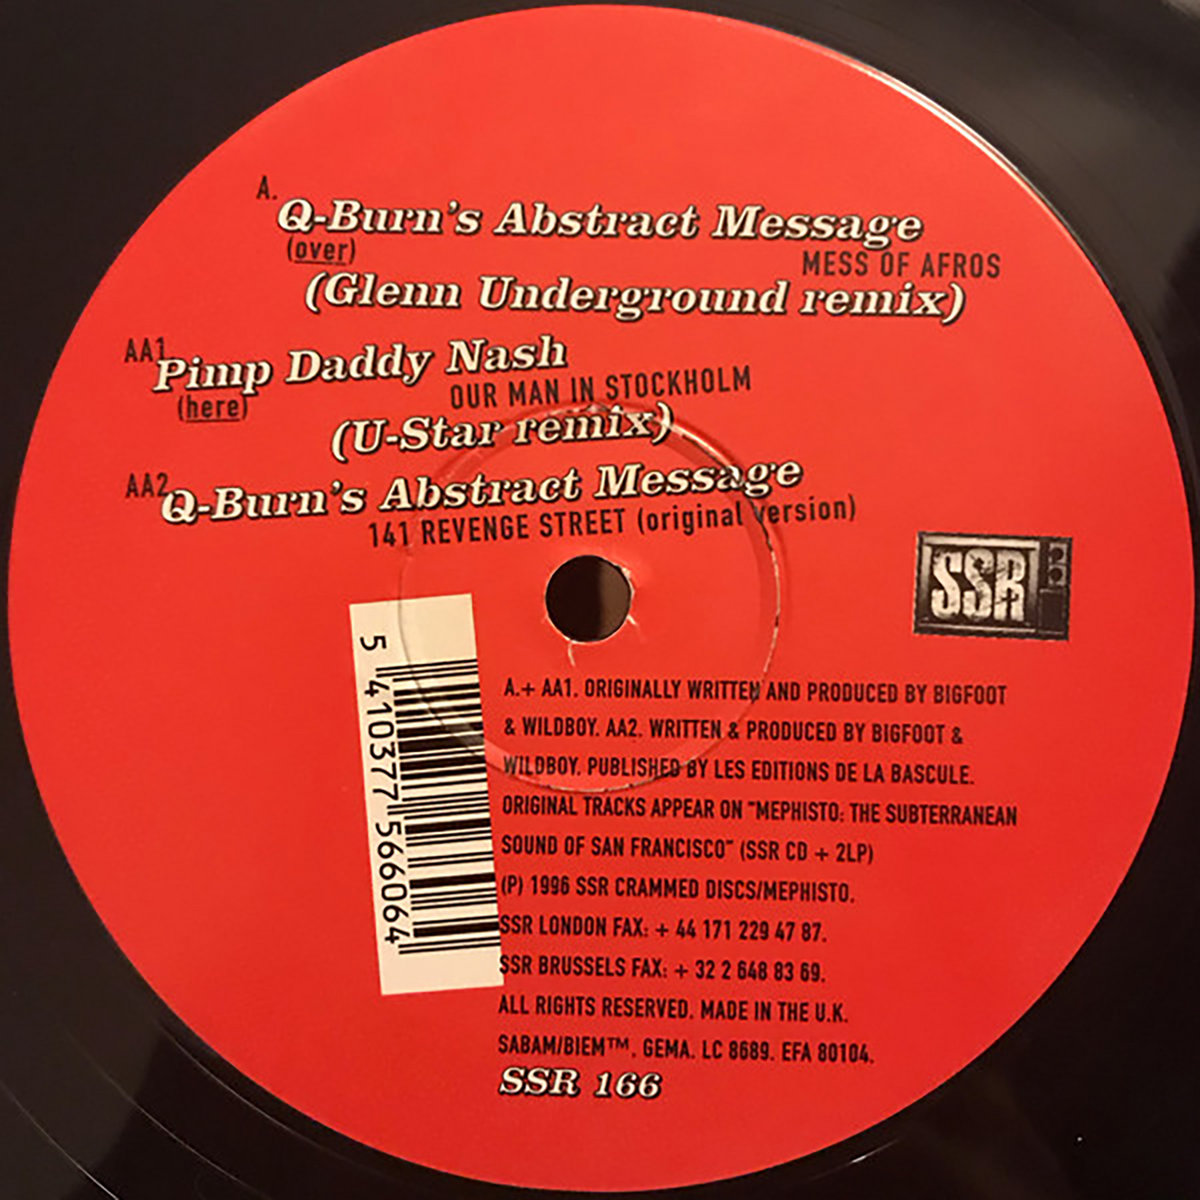 A.
Q-Burn's Abstract Message
(over)
MESS OF AFROS
(Glenn Underground remix)
AA1
Pimp Daddy Nash
(here)
OUR MAN IN STOCKHOLM
(U-Star remix)
AA2
Q-Burn's Abstract Message
141 REVENGE STREET (original version)
SSR
5 410377 566064
A.+ AA1. ORIGINALLY WRITTEN AND PRODUCED BY BIGFOOT
& WILDBOY. AA2. WRITTEN & PRODUCED BY BIGFOOT &
WILDBOY. PUBLISHED BY LES EDITIONS DE LA BASCULE.
ORIGINAL TRACKS APPEAR ON "MEPHISTO: THE SUBTERRANEAN
SOUND OF SAN FRANCISCO" (SSR CD + 2LP)
(P) 1996 SSR CRAMMED DISCS/MEPHISTO.
SSR LONDON FAX: + 44 171 229 47 87.
SSR BRUSSELS FAX: + 32 2 648 83 69.
ALL RIGHTS RESERVED. MADE IN THE U.K.
SABAM/BIEM™. GEMA. LC 8689. EFA 80104.
SSR 166